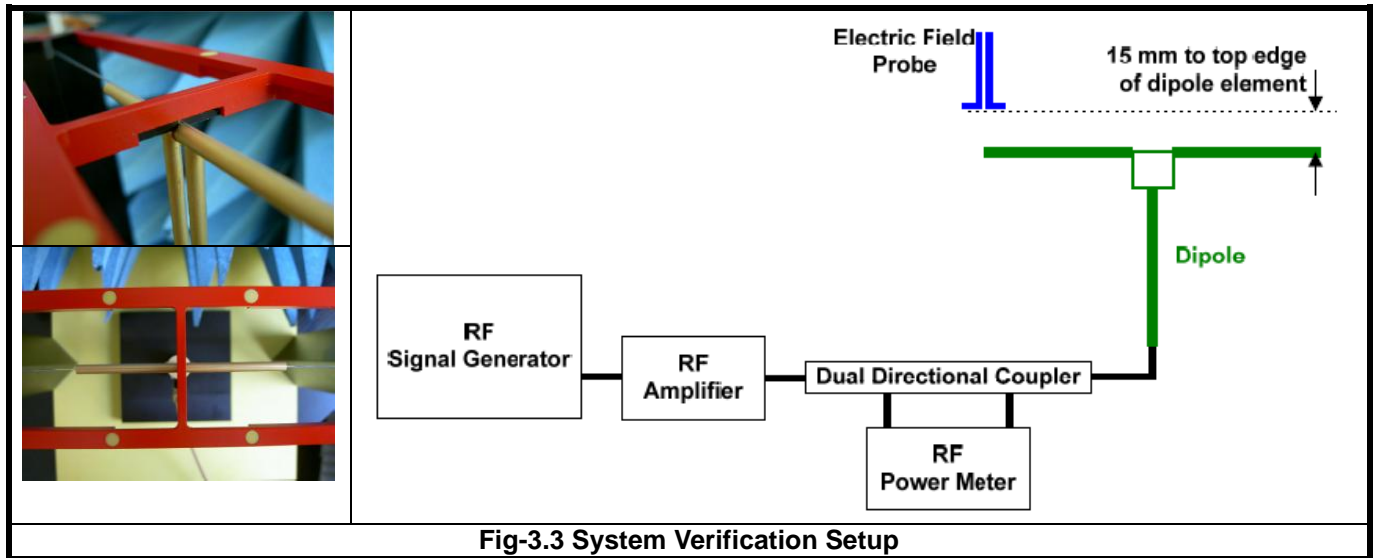 Electric Field
Probe
15 mm to top edge
of dipole element
Dipole
RF
Signal Generator
RF
Amplifier
Dual Directional Coupler
RF
Power Meter
Fig-3.3 System Verification Setup